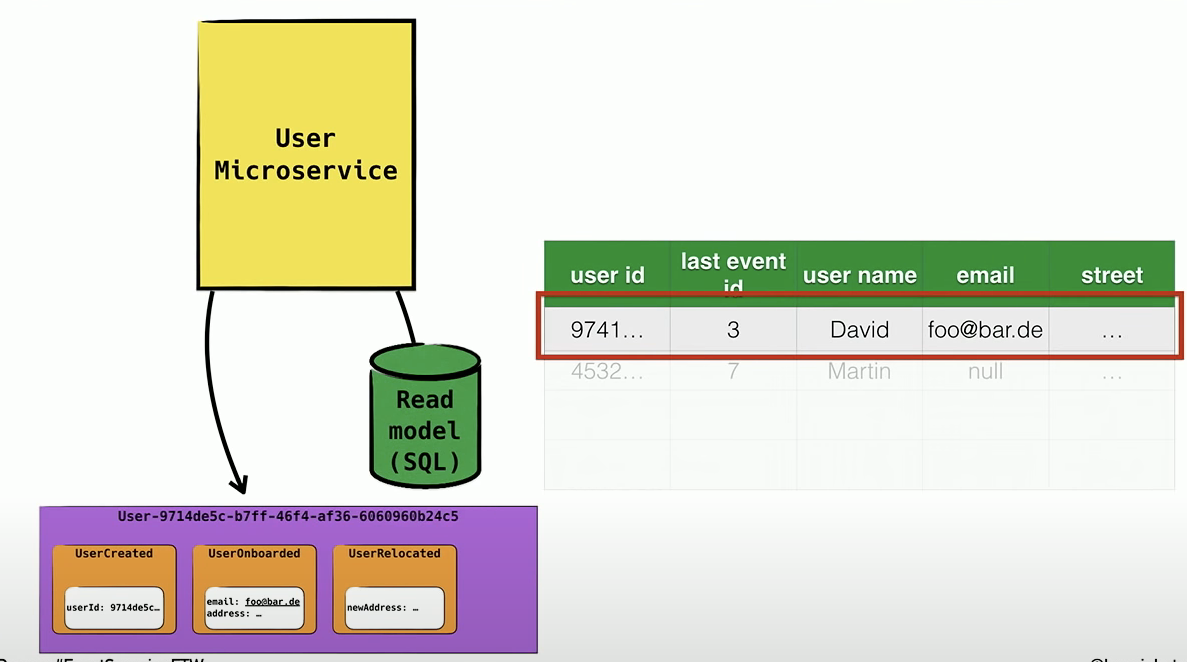 User
Microservice
user id
last event
id
user name
email
street
9741...
3
David
foo@bar.de
...
4532...
7
Martin
null
...
Read
model
(SQL)
User-9714de5c-b7ff-46f4-af36-6060960b24c5
UserCreated
UserOnboarded
UserRelocated
userId: 9714de5c…
email: foo@bar.de
address: …
newAddress: …